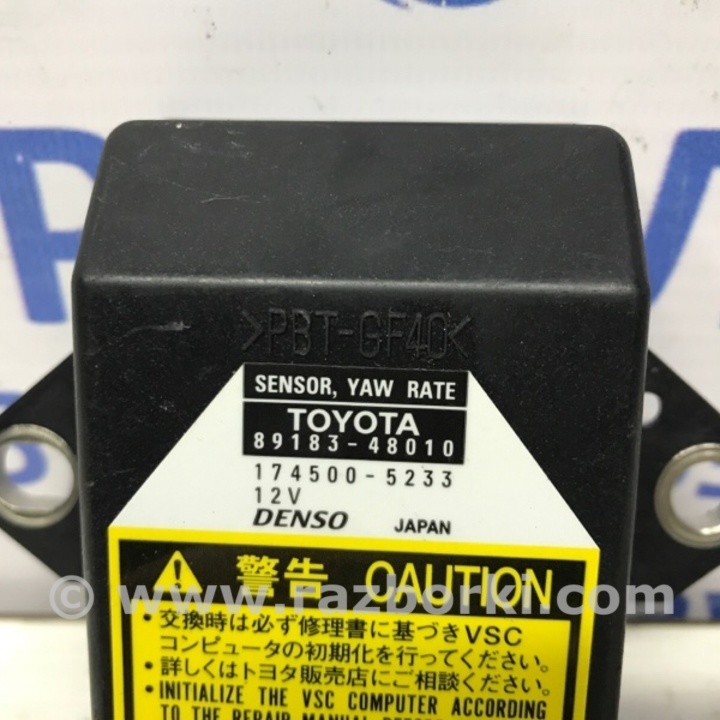 >PBT-GF40<
SENSOR, YAW RATE
TOYOTA
89183-48010
174500-5233
12V
DENSO JAPAN
警告 CAUTION
© www.razborki.com
• 交換時は必ず修理書に基づきVSC
コンピュータの初期化を行ってください。
• 詳しくはトヨタ販売店にご相談ください。
• INITIALIZE THE VSC COMPUTER ACCORDING
TO THE REPAIR MANUAL